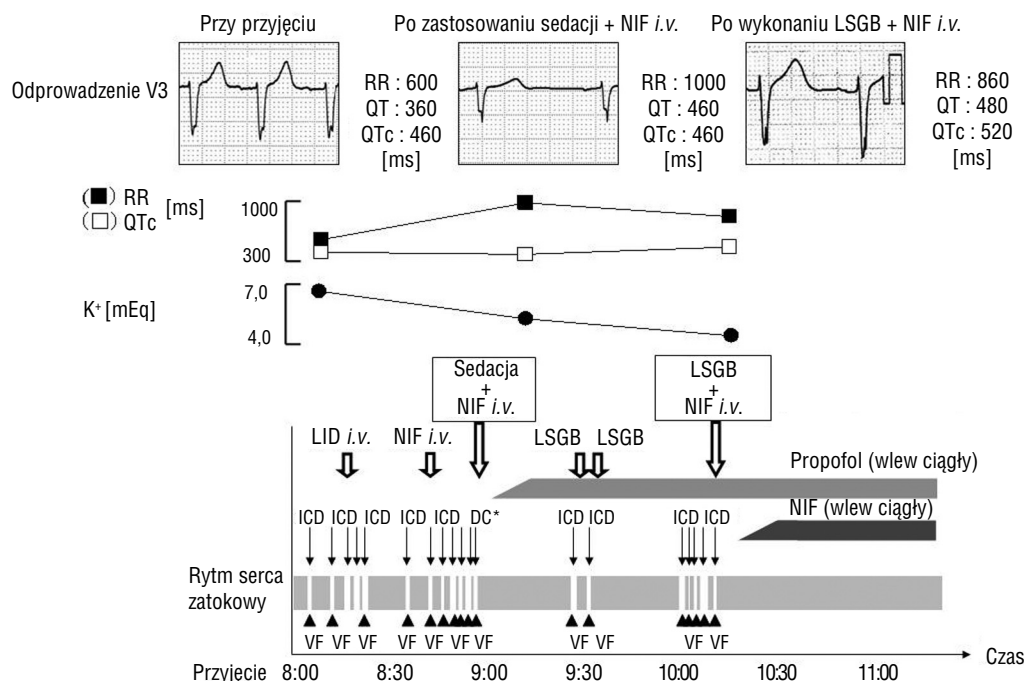 Przy przyjęciu
Po zastosowaniu sedacji + NIF i.v.
Po wykonaniu LSGB + NIF i.v.
Odprowadzenie V3
RR : 600
QT : 360
QTc : 460
[ms]
RR : 1000
QT : 460
QTc : 460
[ms]
RR : 860
QT : 480
QTc : 520
[ms]
(■) RR
(□) QTc
[ms]
1000
300
K+ [mEq]
7,0
4,0
Sedacja
+
NIF i.v.
LSGB
+
NIF i.v.
LID i.v.
NIF i.v.
LSGB LSGB
Propofol (wlew ciągły)
NIF (wlew ciągły)
ICD ICD ICD ICD ICD DC* ICD ICD ICD ICD
Rytm serca
zatokowy
VF VF VF VF VF VF VF VF VF VF VF
Czas
Przyjęcie 8:00 8:30 9:00 9:30 10:00 10:30 11:00